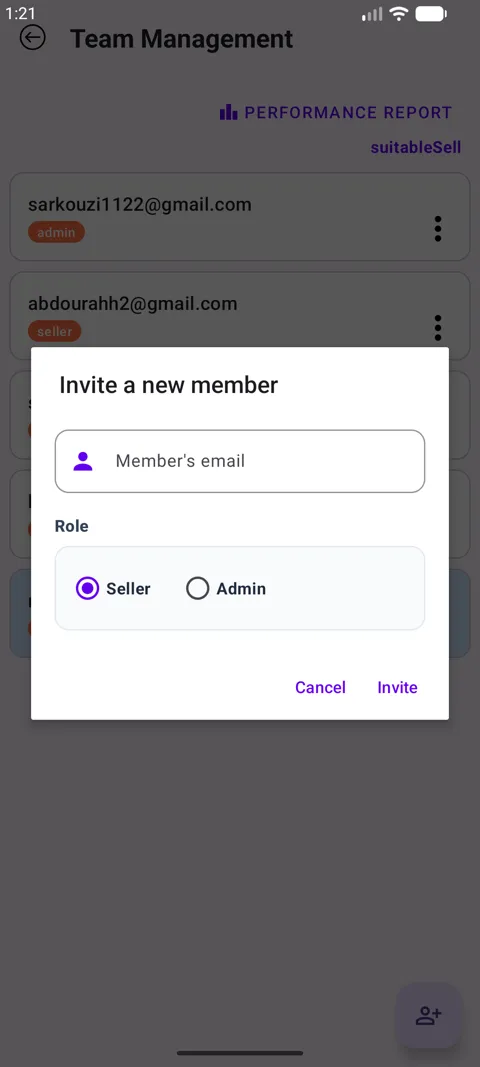 1:21
Team Management
PERFORMANCE REPORT
suitableSell
sarkouzi1122@gmail.com
admin
abdourahh2@gmail.com
seller
Invite a new member
Member's email
Role
Seller
Admin
Cancel
Invite